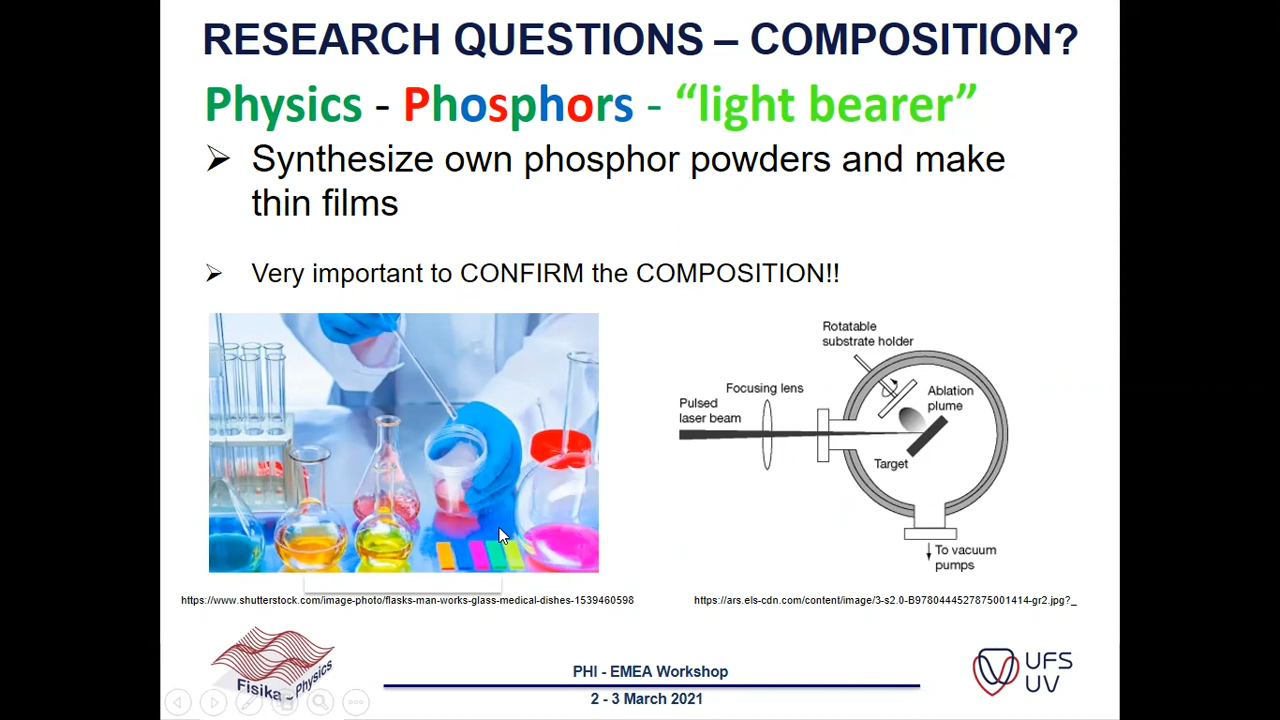 RESEARCH QUESTIONS – COMPOSITION?
Physics - Phosphors - “light bearer”
➢ Synthesize own phosphor powders and make
thin films
➢ Very important to CONFIRM the COMPOSITION!!
Rotatable
substrate holder
Focusing lens
Ablation
plume
Pulsed
laser beam
Target
To vacuum
pumps
https://www.shutterstock.com/image-photo/flasks-man-works-glass-medical-dishes-1539460598
https://ars.els-cdn.com/content/image/3-s2.0-B9780444527875001414-gr2.jpg?_
Fisika - Physics
PHI - EMEA Workshop
2 - 3 March 2021
UFS
UV